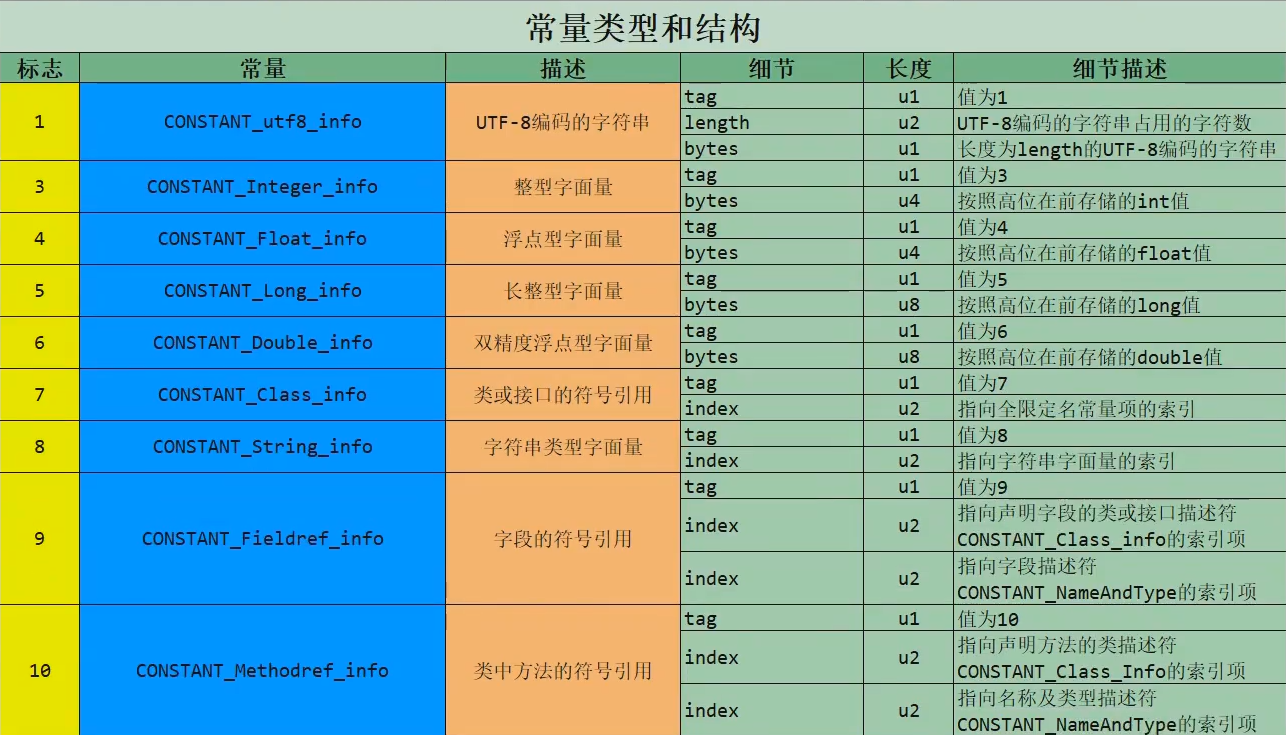 常量类型和结构
标志 常量 描述 细节 长度 细节描述
1 CONSTANT_utf8_info UTF-8编码的字符串 tag u1 值为1
length u2 UTF-8编码的字符串占用的字符数
bytes u1 长度为length的UTF-8编码的字符串
3 CONSTANT_Integer_info 整型字面量 tag u1 值为3
bytes u4 按照高位在前存储的int值
4 CONSTANT_Float_info 浮点型字面量 tag u1 值为4
bytes u4 按照高位在前存储的float值
5 CONSTANT_Long_info 长整型字面量 tag u1 值为5
bytes u8 按照高位在前存储的long值
6 CONSTANT_Double_info 双精度浮点型字面量 tag u1 值为6
bytes u8 按照高位在前存储的double值
7 CONSTANT_Class_info 类或接口的符号引用 tag u1 值为7
index u2 指向全限定名常量项的索引
8 CONSTANT_String_info 字符串类型字面量 tag u1 值为8
index u2 指向字符串字面量的索引
9 CONSTANT_Fieldref_info 字段的符号引用 tag u1 值为9
index u2 指向声明字段的类或接口描述符
CONSTANT_Class_info的索引项
index u2 指向字段描述符
CONSTANT_NameAndType的索引项
10 CONSTANT_Methodref_info 类中方法的符号引用 tag u1 值为10
index u2 指向声明方法的类描述符
CONSTANT_Class_Info的索引项
index u2 指向名称及类型描述符
CONSTANT_NameAndType的索引项